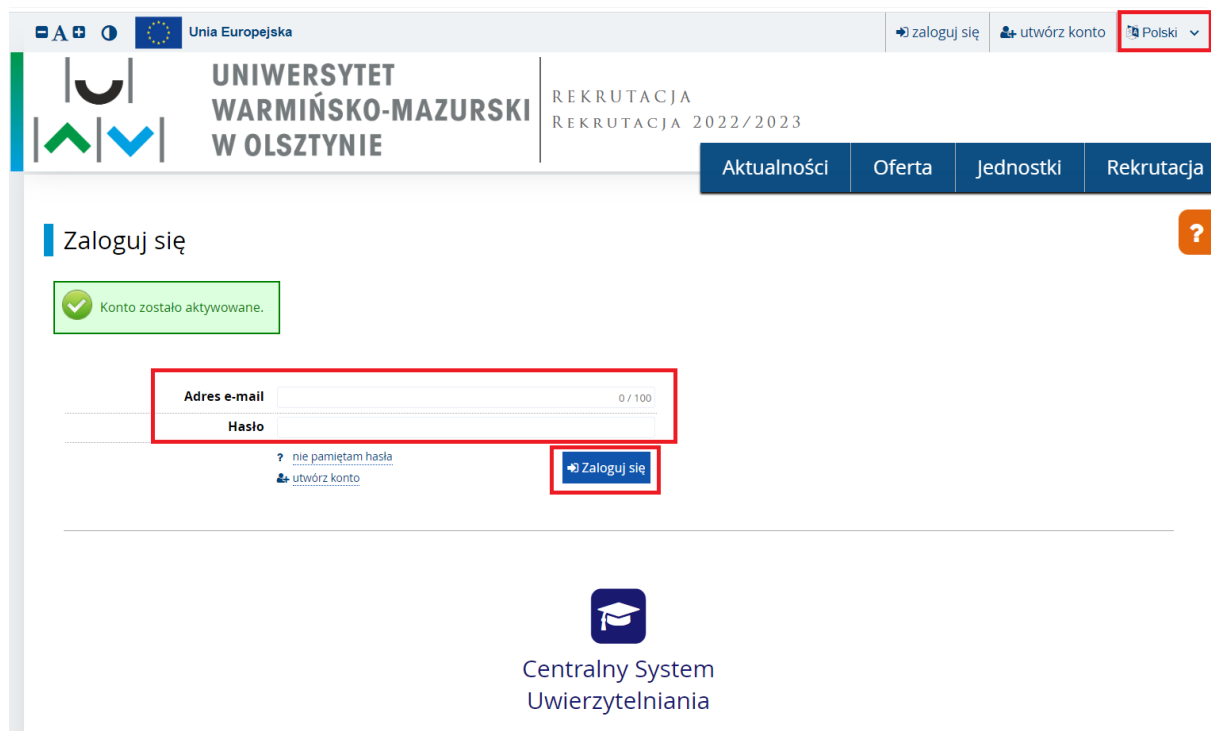 A
Unia Europejska
zaloguj się
utwórz konto
Polski
UNIWERSYTET
WARMIŃSKO-MAZURSKI
W OLSZTYNIE
REKRUTACJA
REKRUTACJA 2022/2023
Aktualności
Oferta
Jednostki
Rekrutacja
?
Zaloguj się
Konto zostało aktywowane.
Adres e-mail
0 / 100
Hasło
? nie pamiętam hasła
utwórz konto
Zaloguj się
Centralny System
Uwierzytelniania